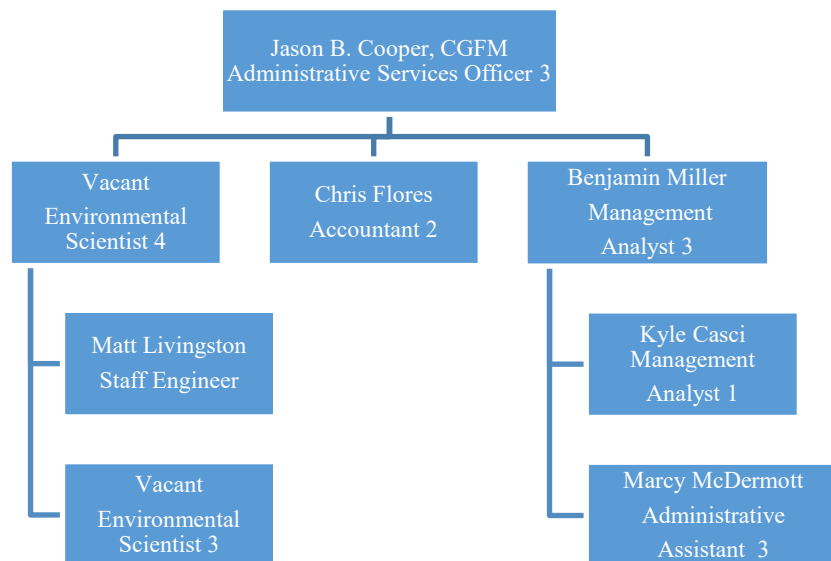 Jason B. Cooper, CGFM
Administrative Services Officer 3
Vacant
Environmental
Scientist 4
Chris Flores
Accountant 2
Benjamin Miller
Management
Analyst 3
Matt Livingston
Staff Engineer
Kyle Casci
Management
Analyst 1
Vacant
Environmental
Scientist 3
Marcy McDermott
Administrative
Assistant 3